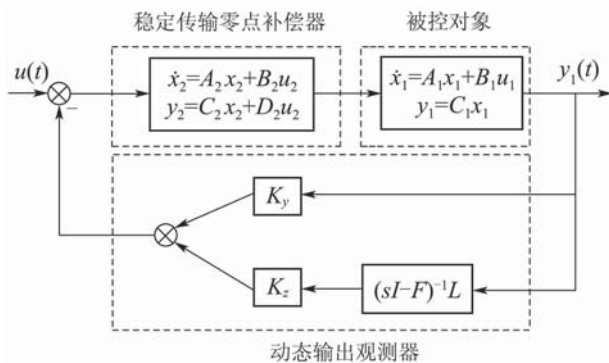 稳定传输零点补偿器
被控对象
u(t)
−
ẋ₂=A₂x₂+B₂u₂
y₂=C₂x₂+D₂u₂
ẋ₁=A₁x₁+B₁u₁
y₁=C₁x₁
y₁(t)
K_y
K_z
(sI−F)⁻¹L
动态输出观测器